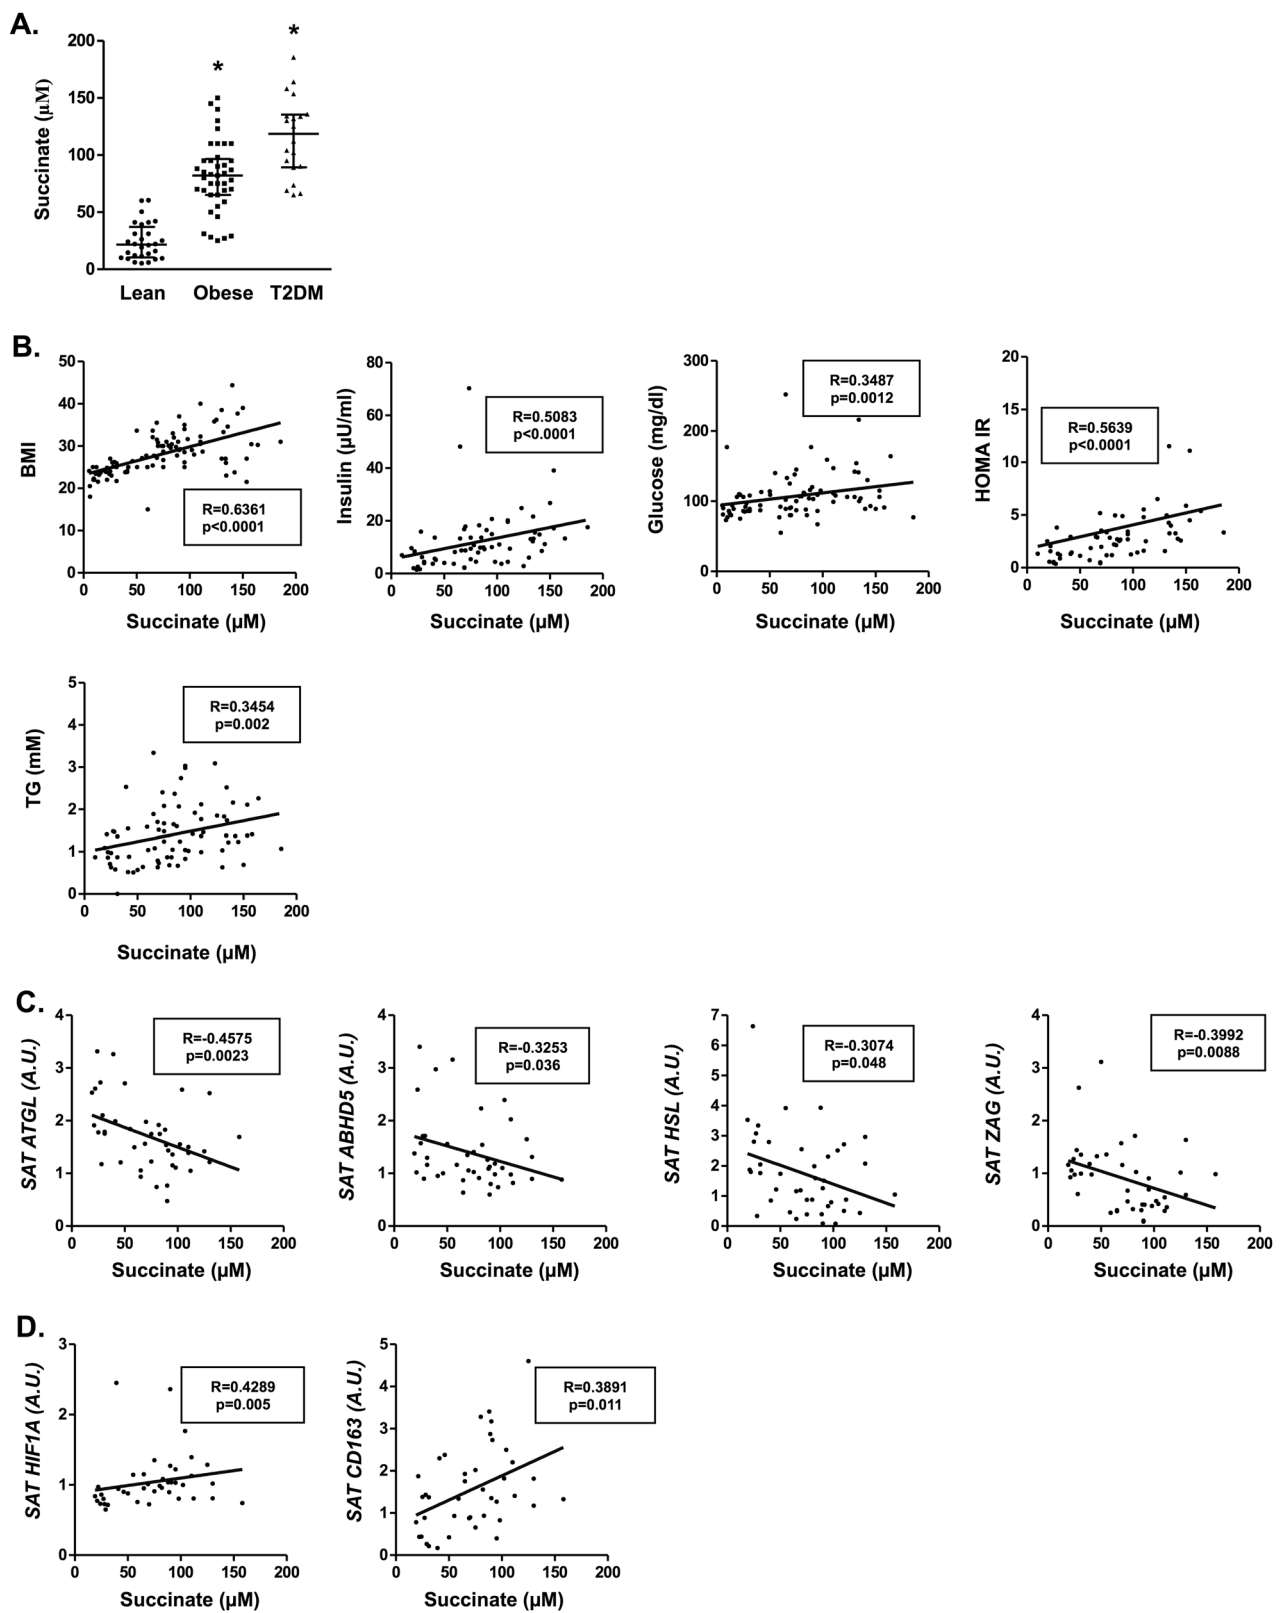 A.
Succinate (µM)
200
150
100
50
0
*
*
Lean Obese T2DM
B.
BMI
50
40
30
20
10
0
R=0.6361
p<0.0001
0 50 100 150 200
Succinate (µM)
Insulin (µU/ml)
80
60
40
20
0
R=0.5083
p<0.0001
0 50 100 150 200
Succinate (µM)
Glucose (mg/dl)
300
200
100
0
R=0.3487
p=0.0012
0 50 100 150 200
Succinate (µM)
HOMA IR
20
15
10
5
0
R=0.5639
p<0.0001
0 50 100 150 200
Succinate (µM)
TG (mM)
5
4
3
2
1
0
R=0.3454
p=0.002
0 50 100 150 200
Succinate (µM)
C.
SAT ATGL (A.U.)
4
3
2
1
0
R=-0.4575
p=0.0023
0 50 100 150 200
Succinate (µM)
SAT ABHD5 (A.U.)
4
3
2
1
0
R=-0.3253
p=0.036
0 50 100 150 200
Succinate (µM)
SAT HSL (A.U.)
7
6
5
4
3
2
1
0
R=-0.3074
p=0.048
0 50 100 150 200
Succinate (µM)
SAT ZAG (A.U.)
4
3
2
1
0
R=-0.3992
p=0.0088
0 50 100 150 200
Succinate (µM)
D.
SAT HIF1A (A.U.)
3
2
1
0
R=0.4289
p=0.005
0 50 100 150 200
Succinate (µM)
SAT CD163 (A.U.)
5
4
3
2
1
0
R=0.3891
p=0.011
0 50 100 150 200
Succinate (µM)